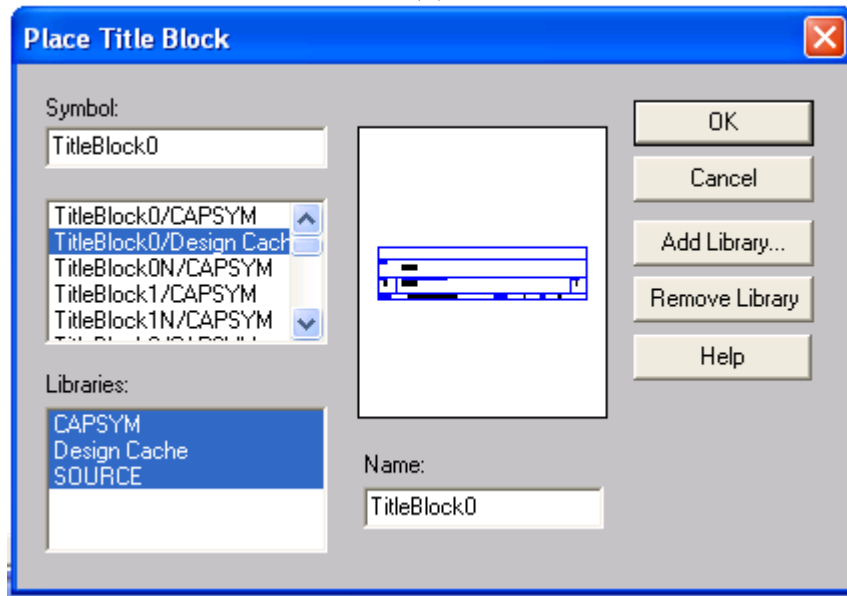 Place Title Block
Symbol:
TitleBlock0
TitleBlock0/CAPSYM
TitleBlock0/Design Cach
TitleBlock0N/CAPSYM
TitleBlock1/CAPSYM
TitleBlock1N/CAPSYM
Libraries:
CAPSYM
Design Cache
SOURCE
Name:
TitleBlock0
OK
Cancel
Add Library...
Remove Library
Help